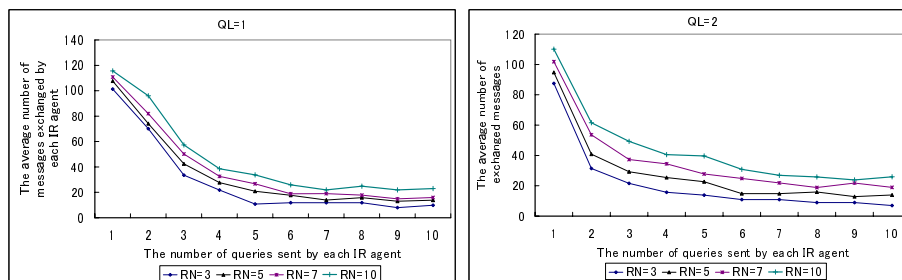 QL=1
The average number of
messages exchanged by
each IR agent
140
120
100
80
60
40
20
0
1 2 3 4 5 6 7 8 9 10
The number of queries sent by each IR agent
RN=3 RN=5 RN=7 RN=10
QL=2
The average number of
exchanged messages
120
100
80
60
40
20
0
1 2 3 4 5 6 7 8 9 10
The number of queries sent by each IR agent
RN=3 RN=5 RN=7 RN=10